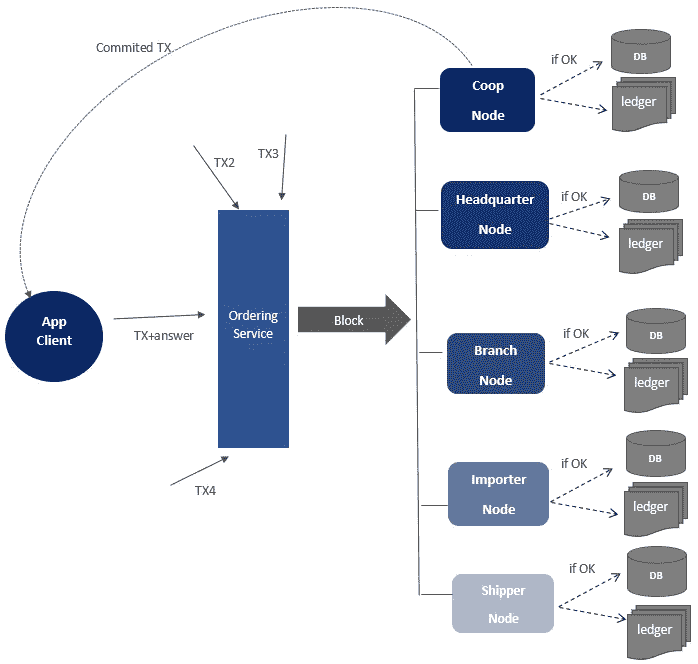 Commited TX
if OK
DB
Coop
Node
ledger
TX3
TX2
if OK
DB
Headquarter
Node
ledger
App
Client
TX+answer
Ordering
Service
Block
if OK
DB
Branch
Node
ledger
TX4
if OK
DB
Importer
Node
ledger
if OK
DB
Shipper
Node
ledger